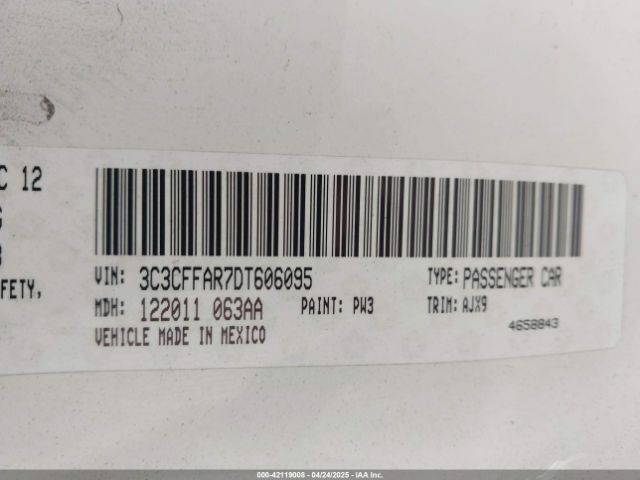 C 12
VIN: 3C3CFFAR7DT606095 TYPE: PASSENGER CAR
FETY,
MDH: 122011 063AA PAINT: PW3 TRIM: AJX9
VEHICLE MADE IN MEXICO 4658843
000-42119008 - 04/24/2025 - IAA Inc.